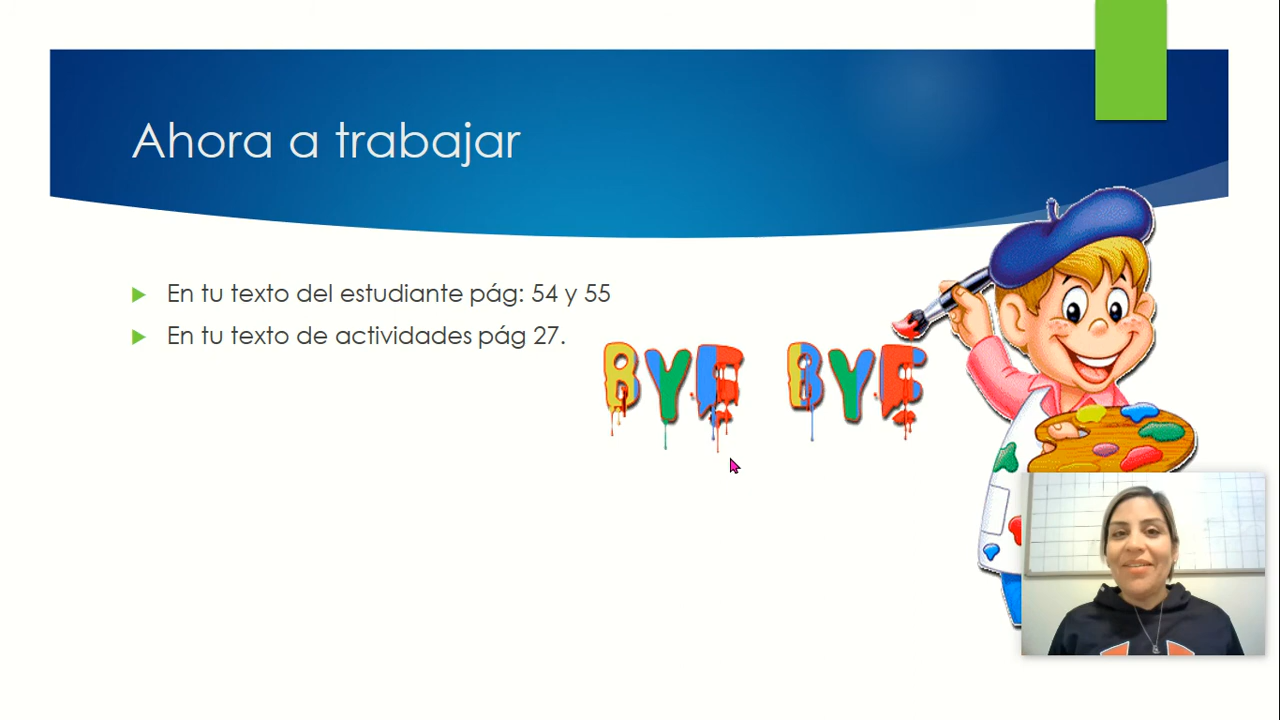 Ahora a trabajar
En tu texto del estudiante pág: 54 y 55
En tu texto de actividades pág 27.
BYE BYE